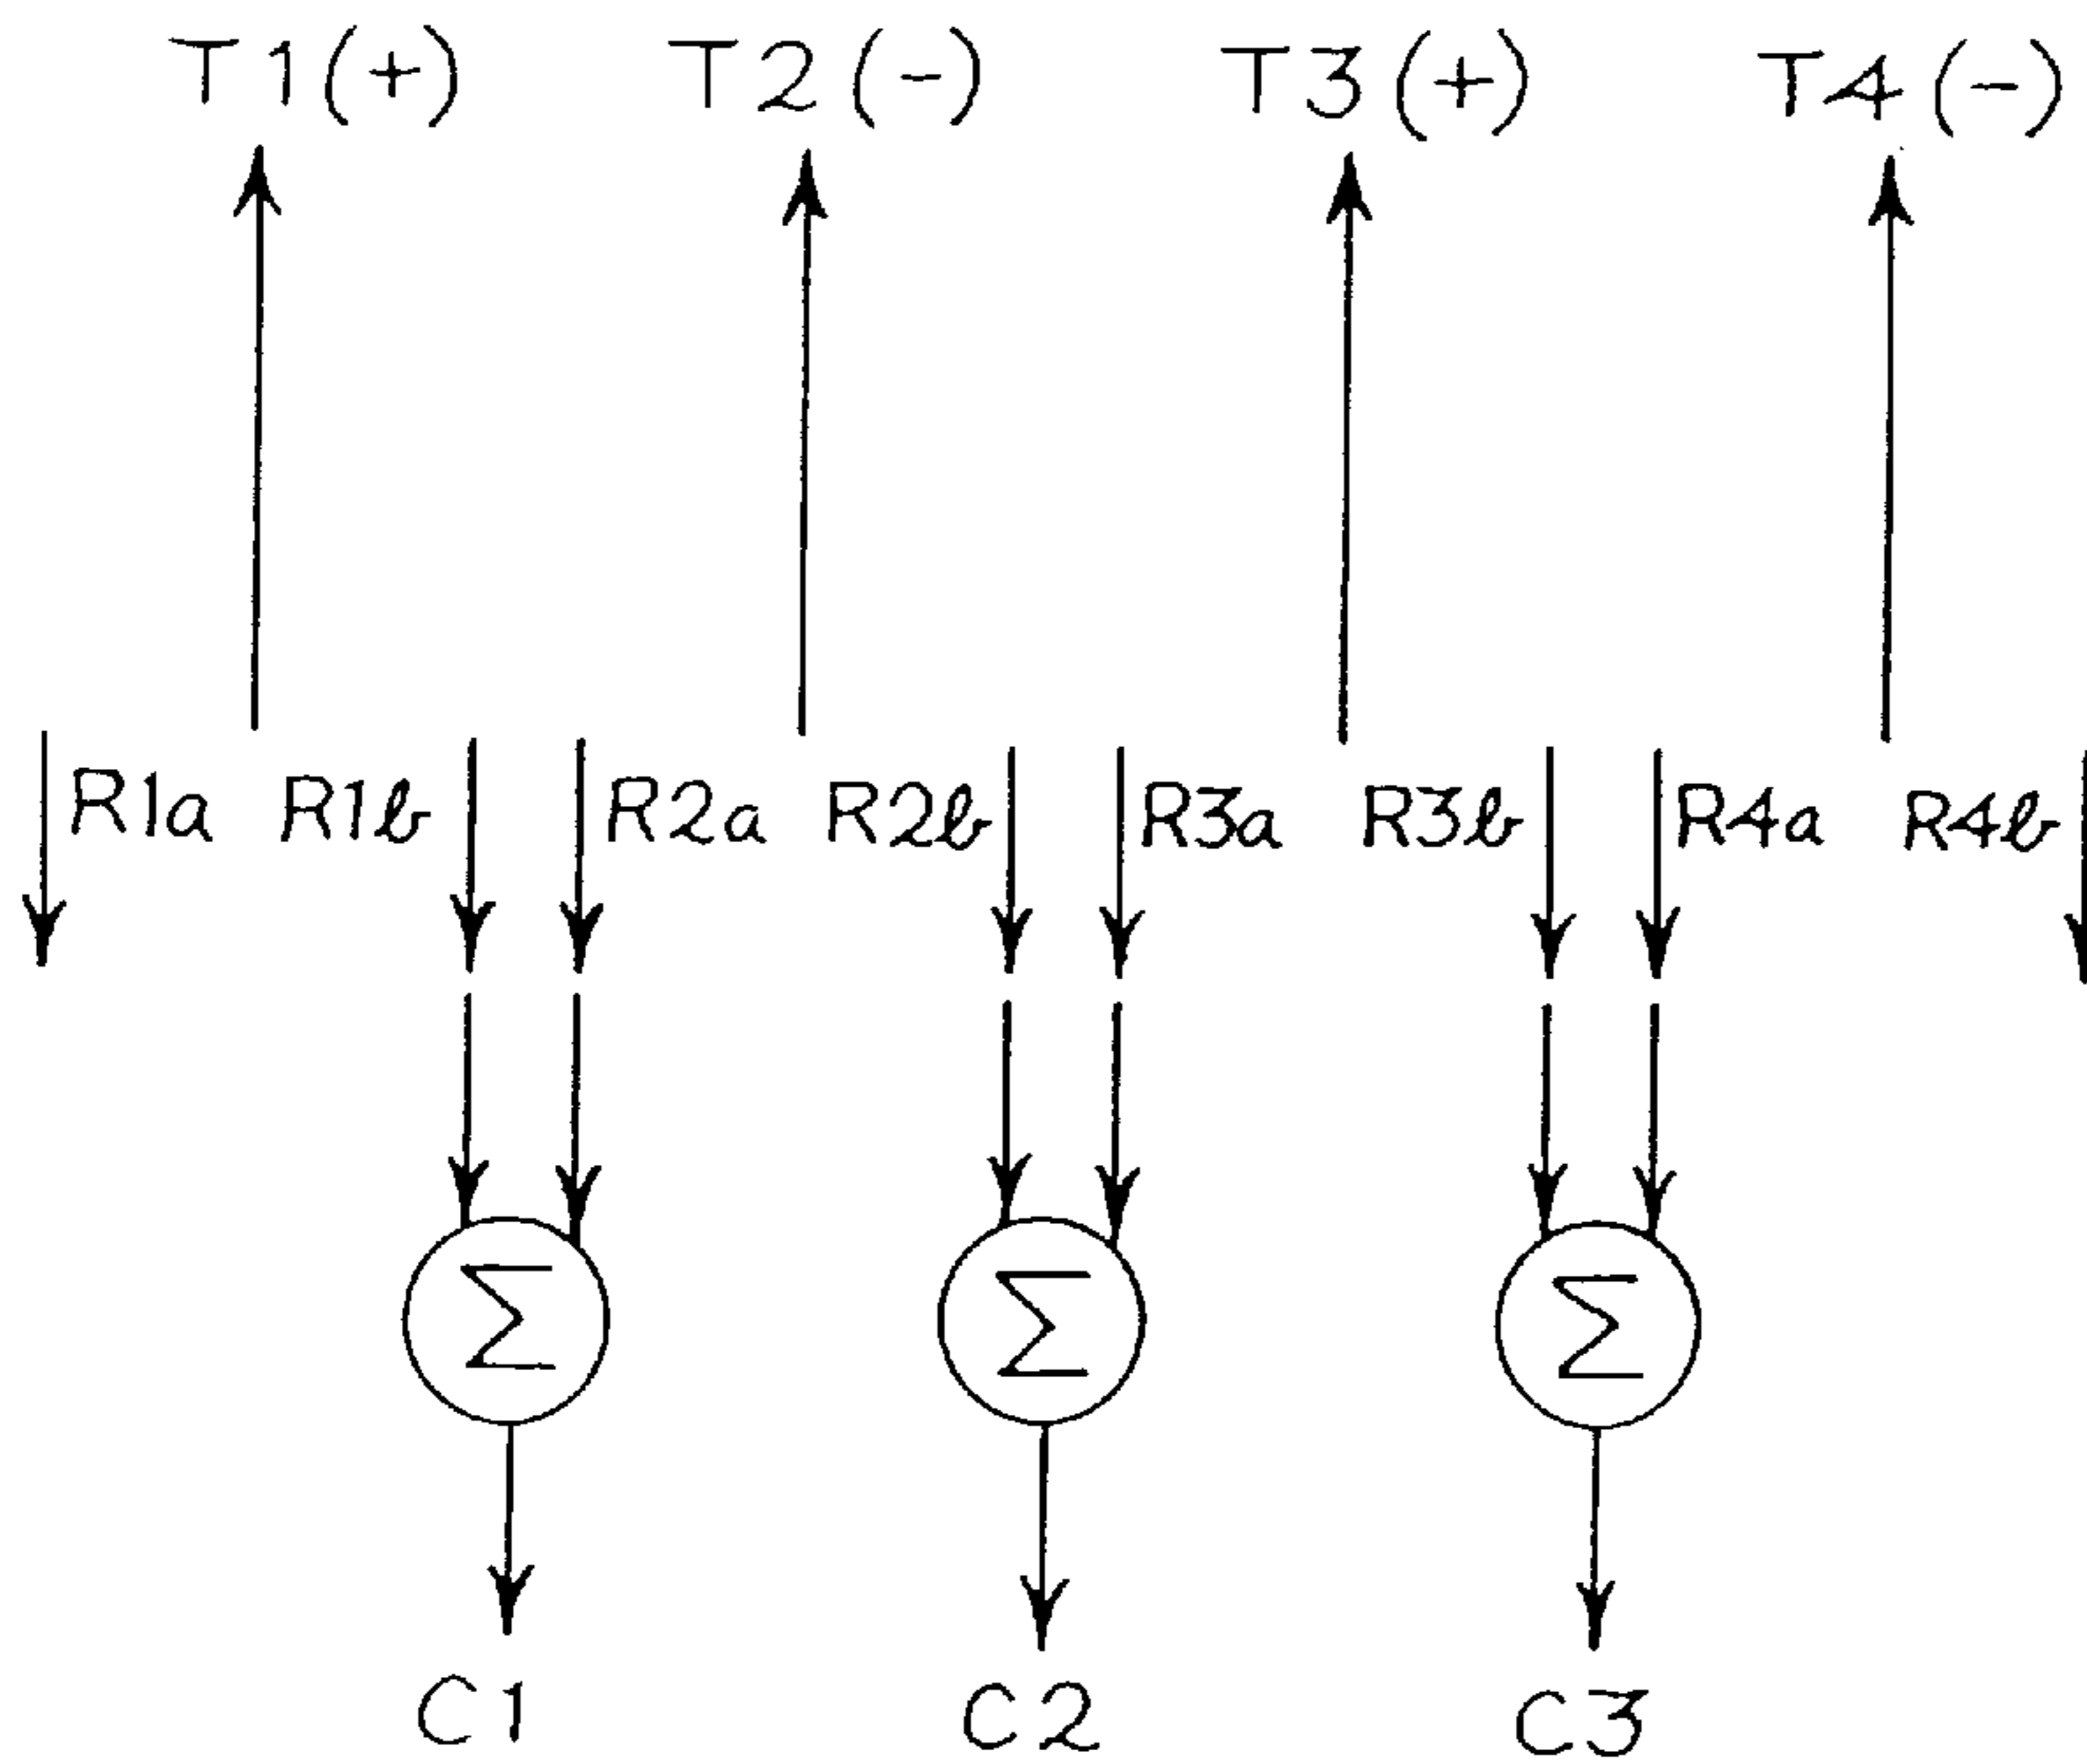 T1(+) T2(-) T3(+) T4(-)
R1a R1b R2a R2b R3a R3b R4a R4b
Σ Σ Σ
C1 C2 C3